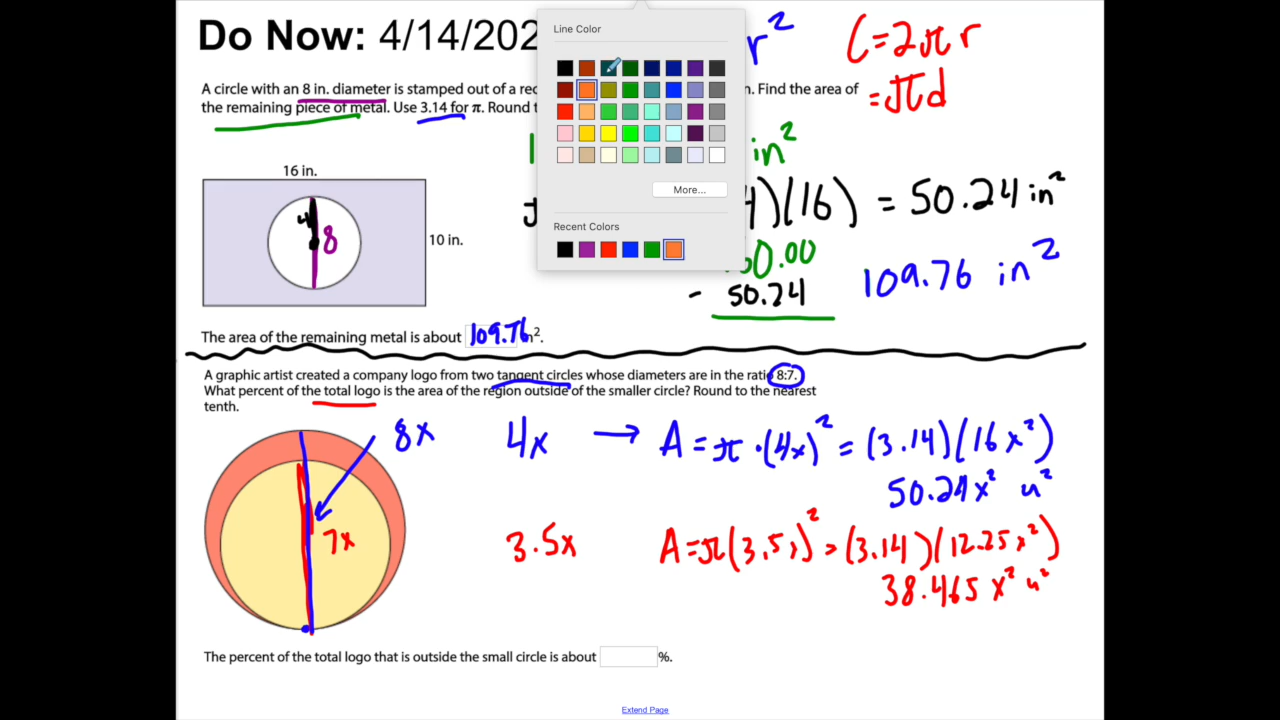 Do Now: 4/14/202
Line Color
More...
Recent Colors
r²
C = 2πr
= πd
A circle with an 8 in. diameter is stamped out of a rec
n. Find the area of
the remaining piece of metal. Use 3.14 for π. Round t
in²
16 in.
4
8
10 in.
4)(16) = 50.24 in²
60.00
- 50.24
109.76 in²
The area of the remaining metal is about 109.76 in².
A graphic artist created a company logo from two tangent circles whose diameters are in the ratio 8:7.
What percent of the total logo is the area of the region outside of the smaller circle? Round to the nearest
tenth.
8x
4x → A = π · (4x)² = (3.14)(16x²)
50.24x² u²
7x
3.5x
A = π(3.5x)² = (3.14)(12.25x²)
38.465 x² u²
The percent of the total logo that is outside the small circle is about %.
Extend Page